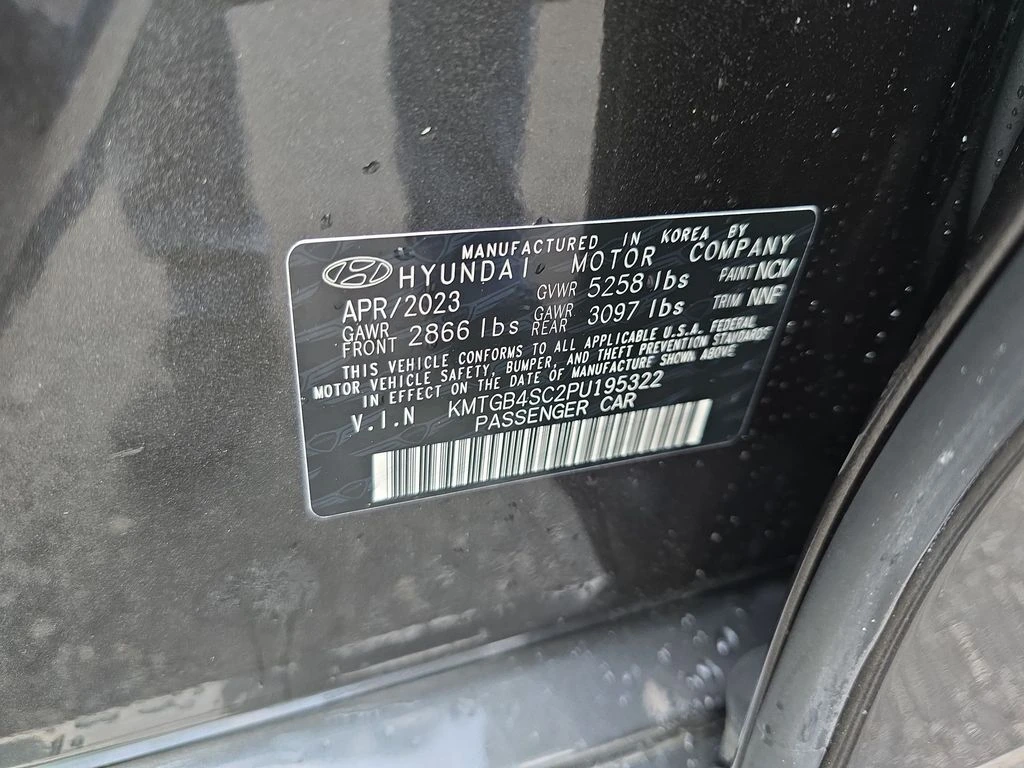 MANUFACTURED IN KOREA BY
HYUNDAI MOTOR COMPANY
APR/2023 GVWR 5258 lbs PAINT NCM
GAWR FRONT 2866 lbs GAWR REAR 3097 lbs TRIM NNB
THIS VEHICLE CONFORMS TO ALL APPLICABLE U.S.A. FEDERAL
MOTOR VEHICLE SAFETY, BUMPER, AND THEFT PREVENTION STANDARDS
IN EFFECT ON THE DATE OF MANUFACTURE SHOWN ABOVE
V.I.N KMTGB4SC2PU195322
PASSENGER CAR